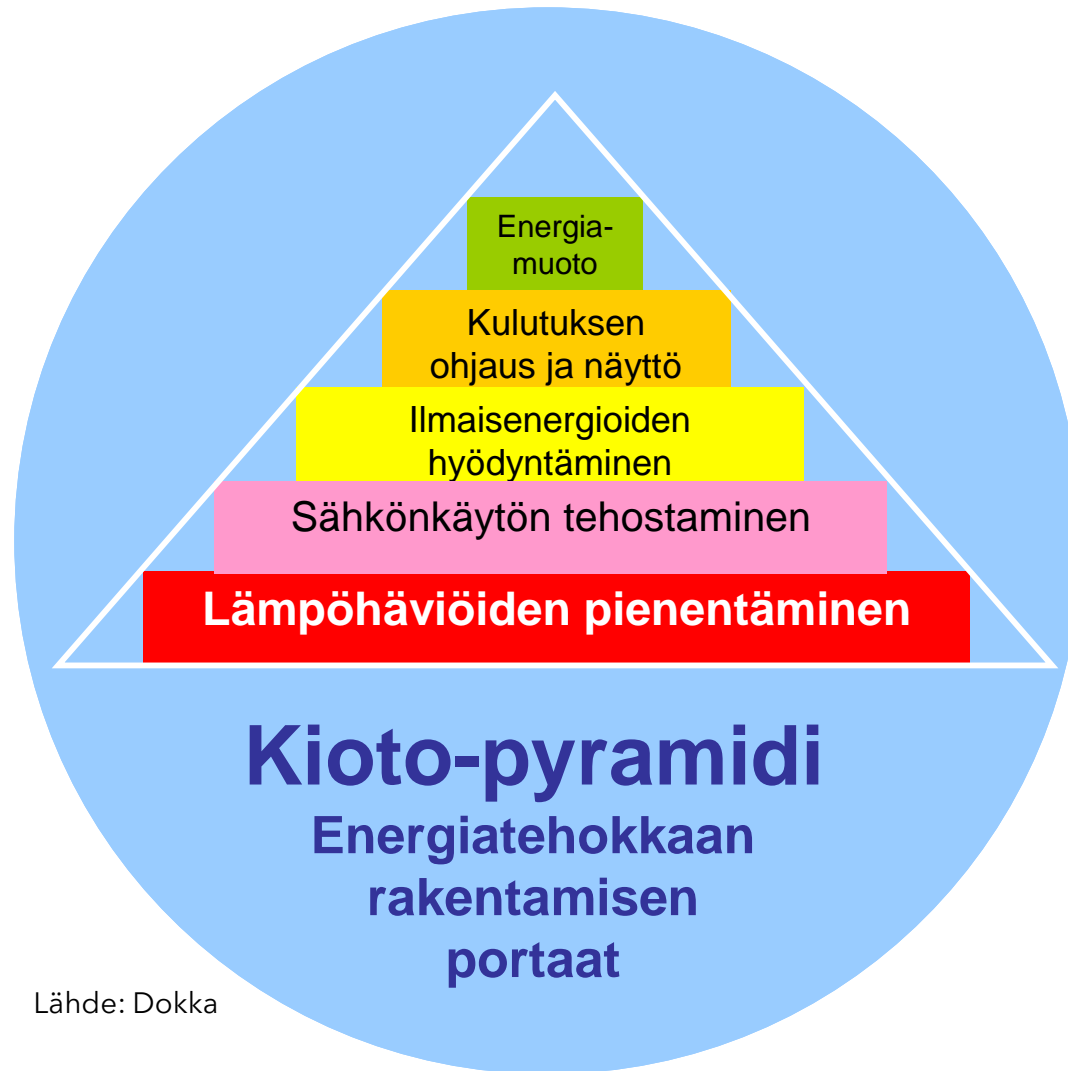 Energia-
muoto
Kulutuksen
ohjaus ja näyttö
Ilmaisenergioiden
hyödyntäminen
Sähkönkäytön tehostaminen
Lämpöhäviöiden pienentäminen
Kioto-pyramidi
Energiatehokkaan
rakentamisen
portaat
Lähde: Dokka